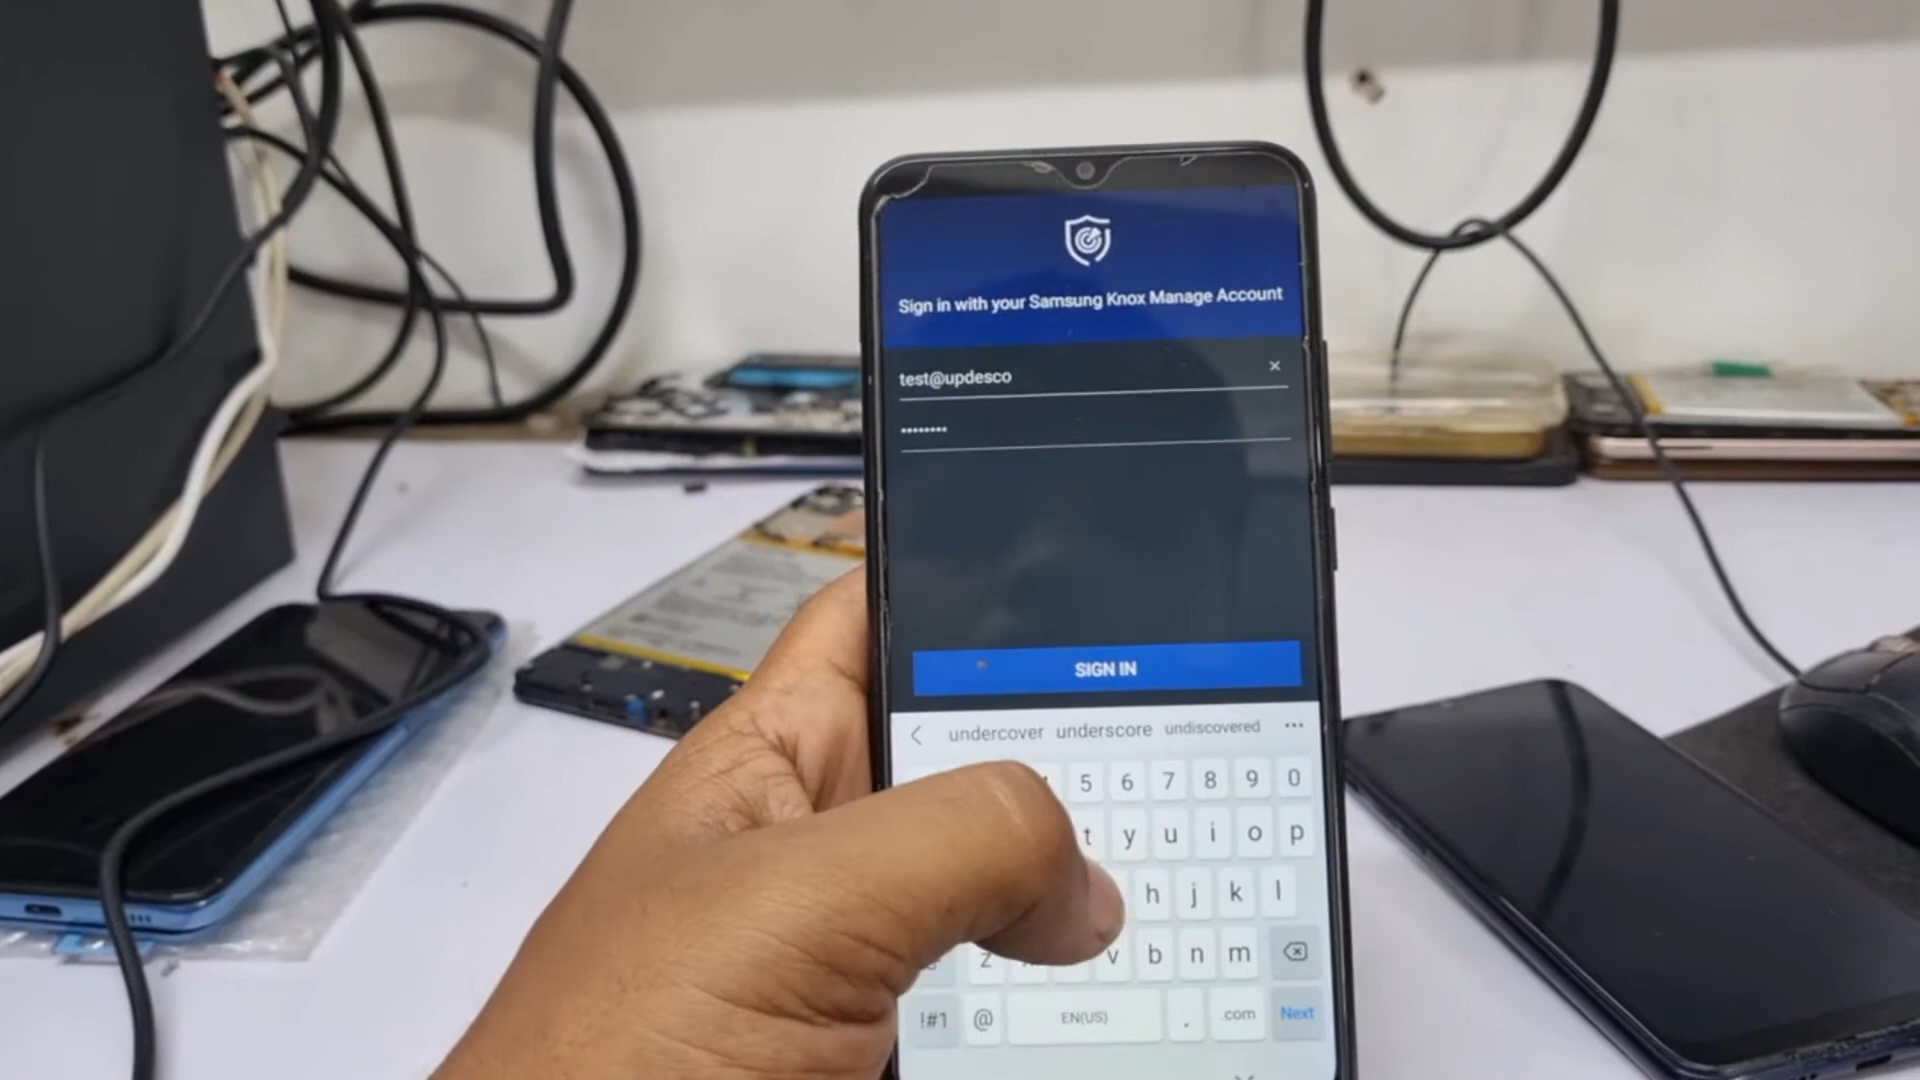 Sign in with your Samsung Knox Manage Account
test@updesco
••••••••
SIGN IN
undercover underscore undiscovered
5 6 7 8 9 0
t y u i o p
h j k l
z v b n m
!#1 @ EN(US) . .com Next